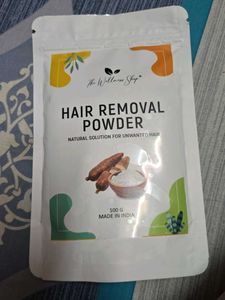 The Wellness Shop
HAIR REMOVAL
POWDER
NATURAL SOLUTION FOR UNWANTED HAIR
100 G
MADE IN INDIA